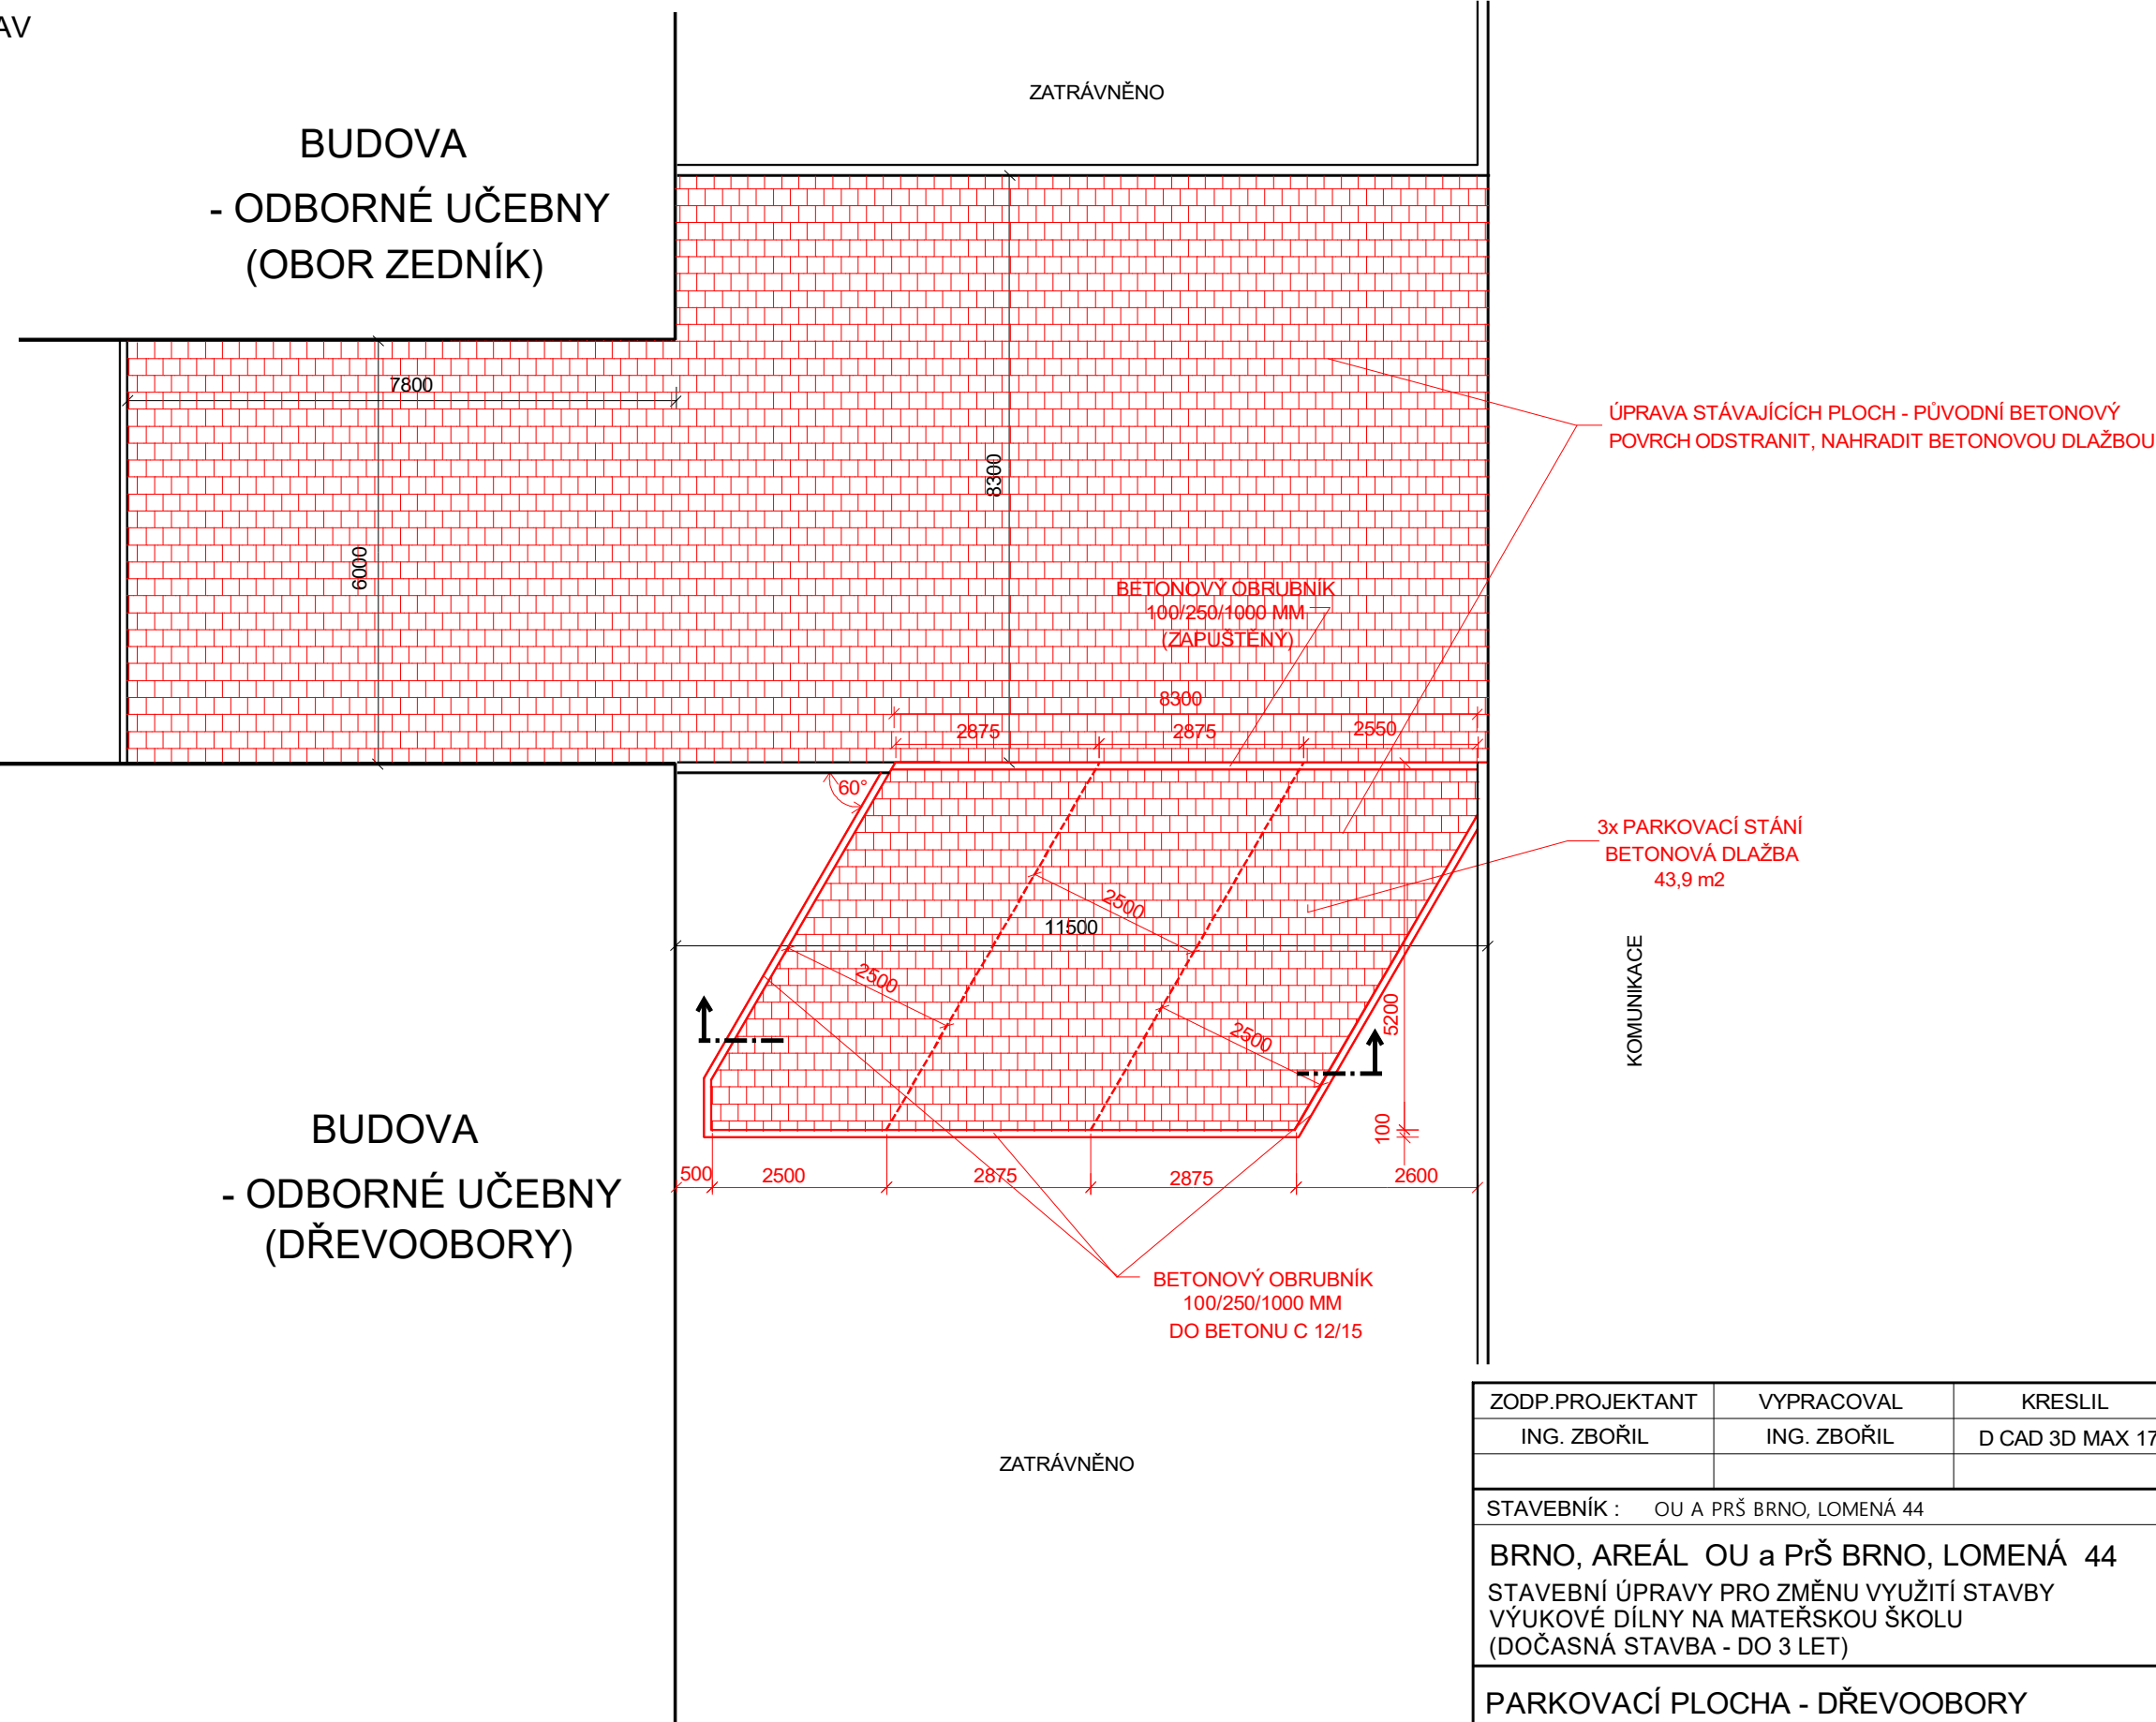 AV
ZATRÁVNĚNO
BUDOVA
- ODBORNÉ UČEBNY
(OBOR ZEDNÍK)
7800
8300
6000
ÚPRAVA STÁVAJÍCÍCH PLOCH - PŮVODNÍ BETONOVÝ
POVRCH ODSTRANIT, NAHRADIT BETONOVOU DLAŽBOU
BETONOVÝ OBRUBNÍK
100/250/1000 MM
(ZAPUŠTĚNÝ)
8300
2875
2875
2550
60°
3x PARKOVACÍ STÁNÍ
BETONOVÁ DLAŽBA
43,9 m2
2500
11500
2500
2500
5200
100
KOMUNIKACE
BUDOVA
- ODBORNÉ UČEBNY
(DŘEVOOBORY)
500
2500
2875
2875
2600
BETONOVÝ OBRUBNÍK
100/250/1000 MM
DO BETONU C 12/15
ZATRÁVNĚNO
ZODP.PROJEKTANT VYPRACOVAL KRESLIL
ING. ZBOŘIL ING. ZBOŘIL D CAD 3D MAX 17
STAVEBNÍK : OU A PRŠ BRNO, LOMENÁ 44
BRNO, AREÁL OU a PrŠ BRNO, LOMENÁ 44
STAVEBNÍ ÚPRAVY PRO ZMĚNU VYUŽITÍ STAVBY
VÝUKOVÉ DÍLNY NA MATEŘSKOU ŠKOLU
(DOČASNÁ STAVBA - DO 3 LET)
PARKOVACÍ PLOCHA - DŘEVOOBORY